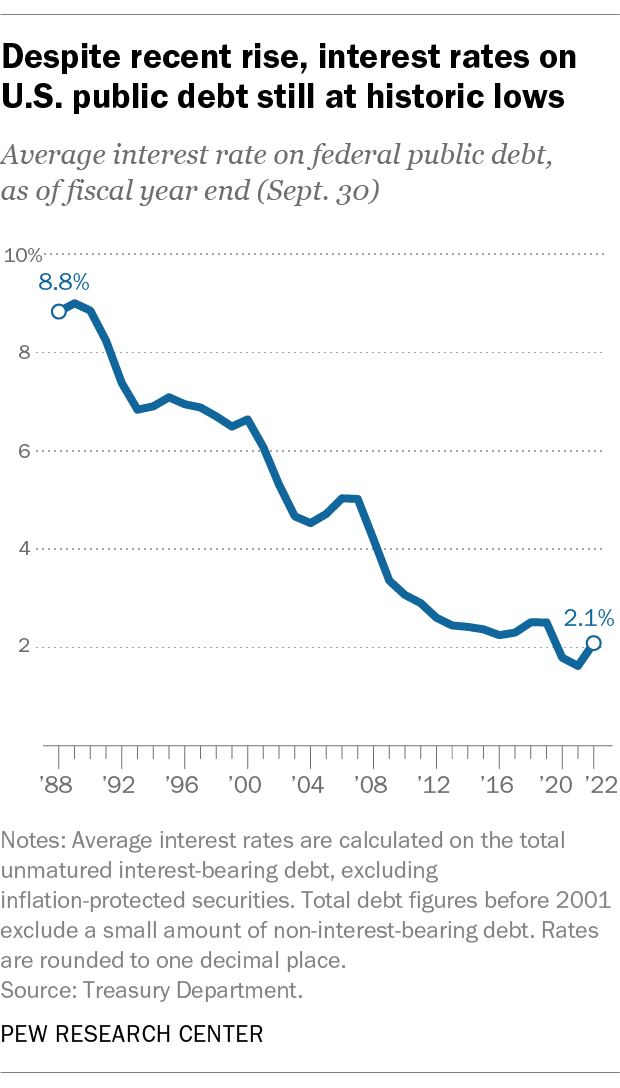 Despite recent rise, interest rates on
U.S. public debt still at historic lows
Average interest rate on federal public debt,
as of fiscal year end (Sept. 30)
10%
8.8%
8
6
4
2.1%
2
’88 ’92 ’96 ’00 ’04 ’08 ’12 ’16 ’20 ’22
Notes: Average interest rates are calculated on the total
unmatured interest-bearing debt, excluding
inflation-protected securities. Total debt figures before 2001
exclude a small amount of non-interest-bearing debt. Rates
are rounded to one decimal place.
Source: Treasury Department.
PEW RESEARCH CENTER